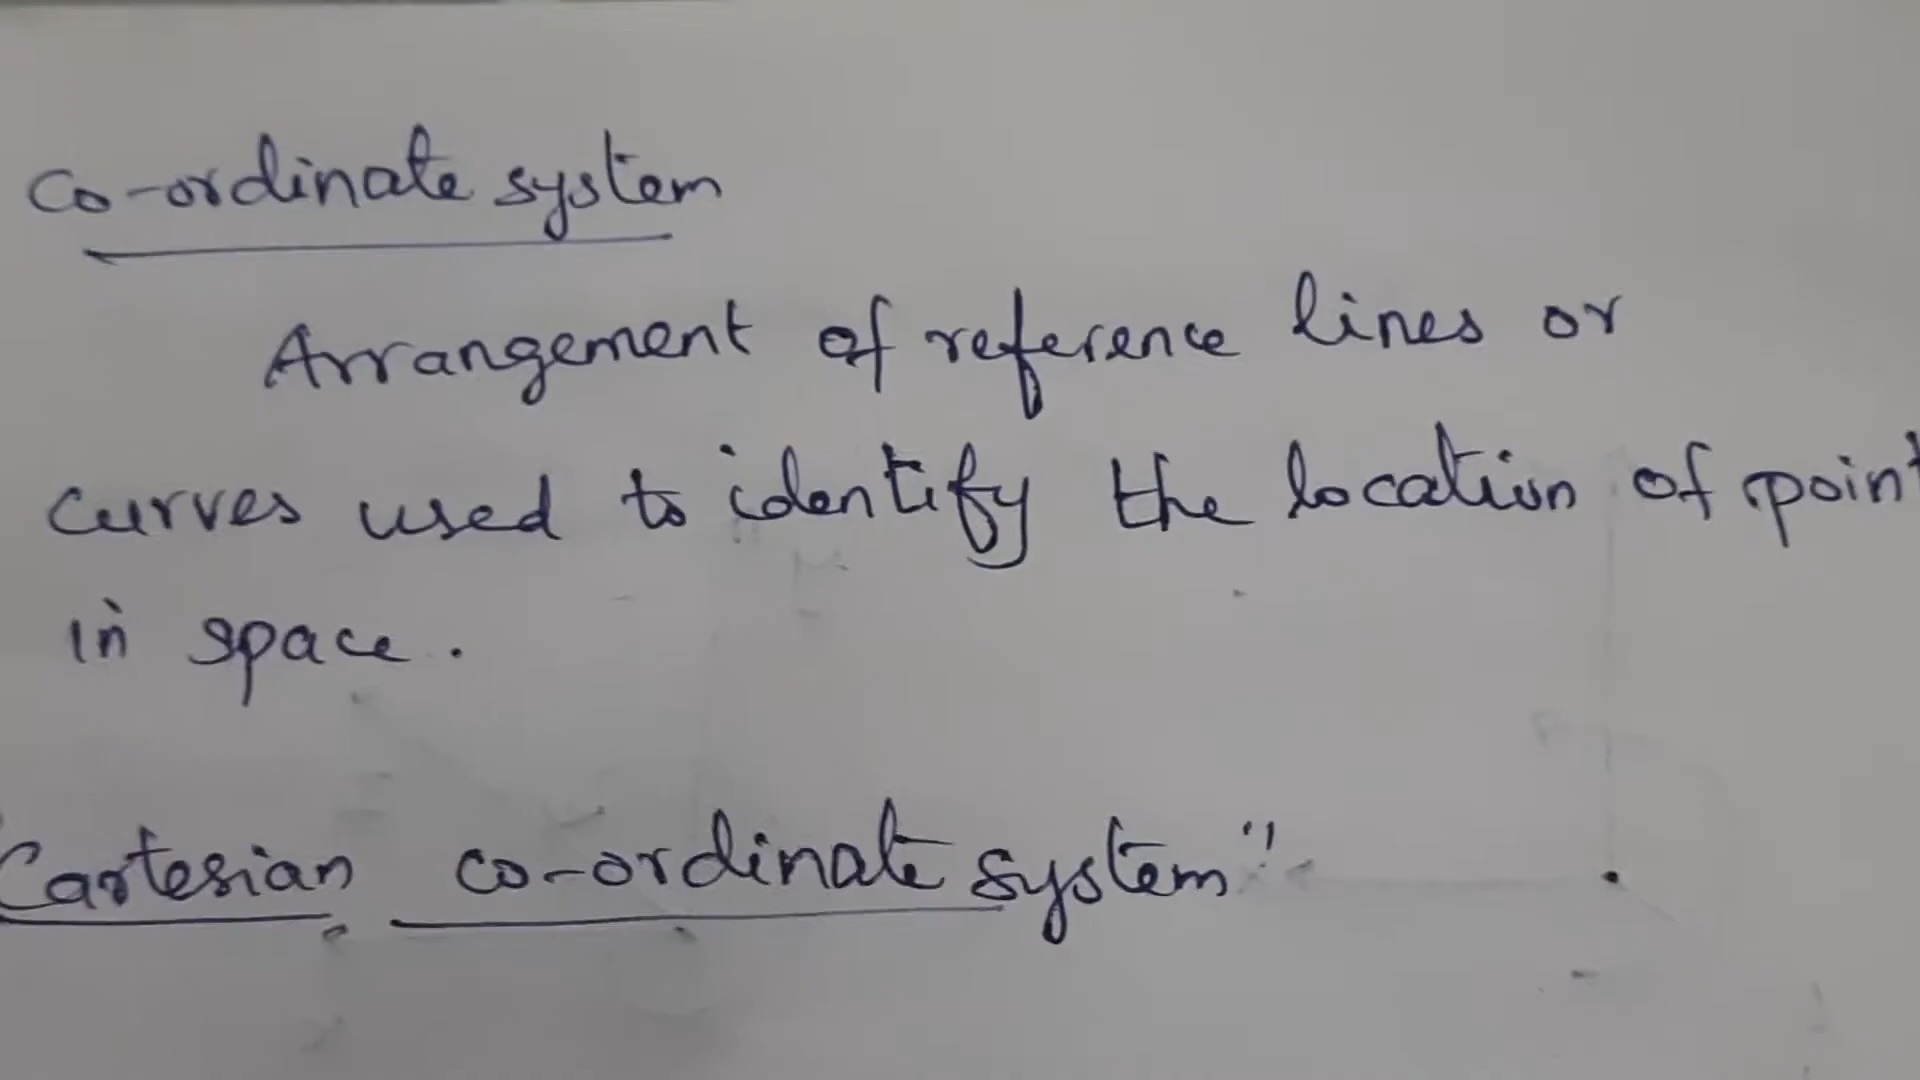 Co-ordinate system
Arrangement of reference lines or
curves used to identify the location of point
in space.
Cartesian co-ordinate system"